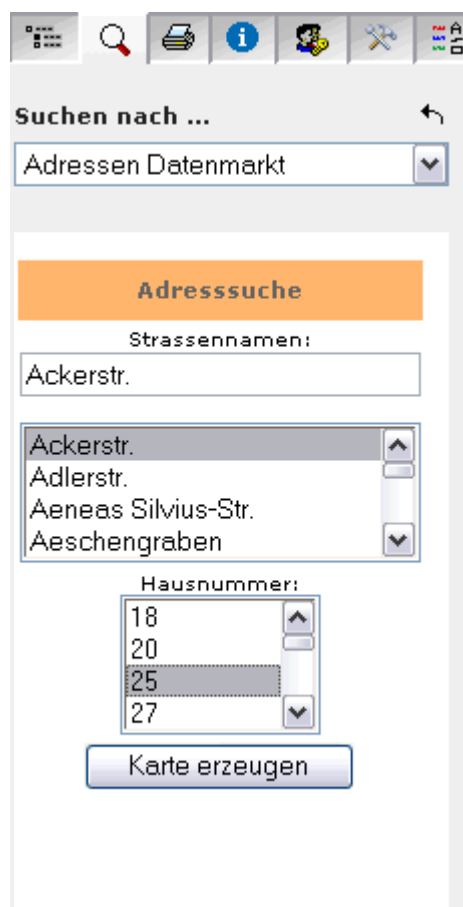 Suchen nach ...
Adressen Datenmarkt
Adresssuche
Strassennamen:
Ackerstr.
Ackerstr.
Adlerstr.
Aeneas Silvius-Str.
Aeschengraben
Hausnummer:
18
20
25
27
Karte erzeugen